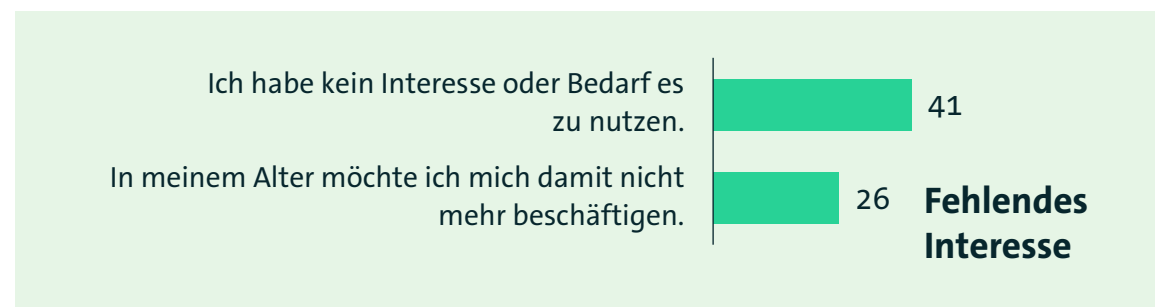 Ich habe kein Interesse oder Bedarf es
zu nutzen.
41
In meinem Alter möchte ich mich damit nicht
mehr beschäftigen.
26
Fehlendes
Interesse